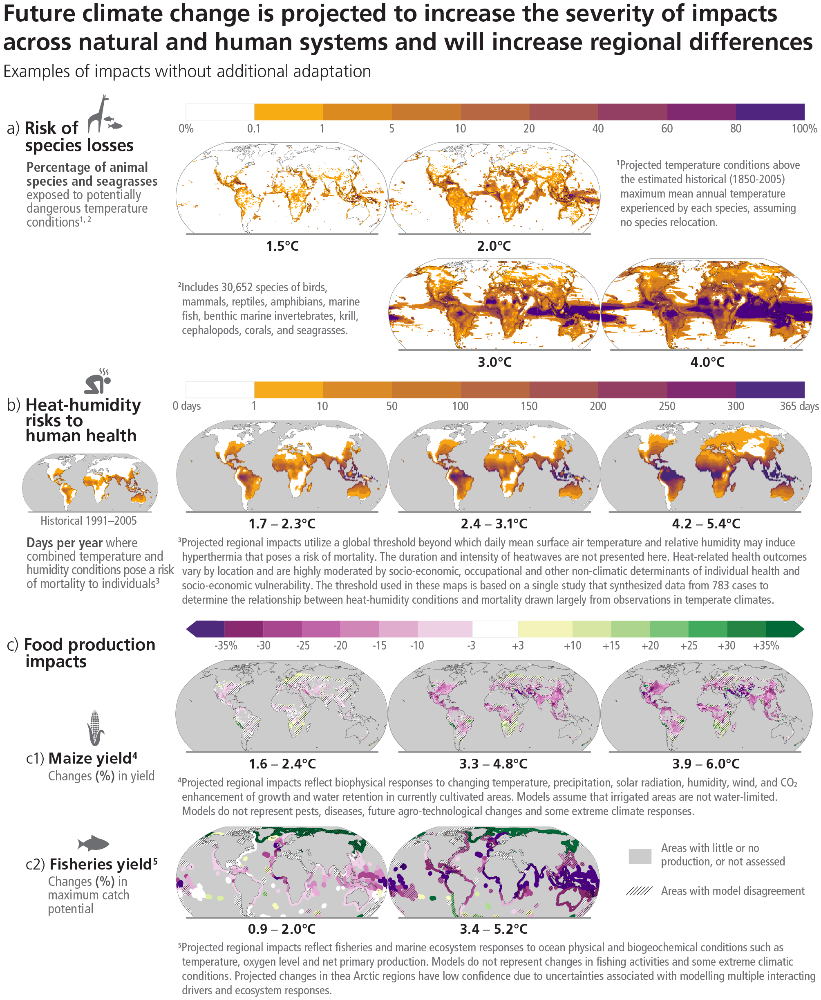 Future climate change is projected to increase the severity of impacts
across natural and human systems and will increase regional differences
Examples of impacts without additional adaptation
a) Risk of
species losses
Percentage of animal
species and seagrasses
exposed to potentially
dangerous temperature
conditions1, 2
0% 0.1 1 5 10 20 40 60 80 100%
1.5°C
2.0°C
1Projected temperature conditions above
the estimated historical (1850-2005)
maximum mean annual temperature
experienced by each species, assuming
no species relocation.
2Includes 30,652 species of birds,
mammals, reptiles, amphibians, marine
fish, benthic marine invertebrates, krill,
cephalopods, corals, and seagrasses.
3.0°C
4.0°C
b) Heat-humidity
risks to
human health
0 days 1 10 50 100 150 200 250 300 365 days
Historical 1991–2005
Days per year where
combined temperature and
humidity conditions pose a risk
of mortality to individuals3
1.7 – 2.3°C
2.4 – 3.1°C
4.2 – 5.4°C
3Projected regional impacts utilize a global threshold beyond which daily mean surface air temperature and relative humidity may induce
hyperthermia that poses a risk of mortality. The duration and intensity of heatwaves are not presented here. Heat-related health outcomes
vary by location and are highly moderated by socio-economic, occupational and other non-climatic determinants of individual health and
socio-economic vulnerability. The threshold used in these maps is based on a single study that synthesized data from 783 cases to
determine the relationship between heat-humidity conditions and mortality drawn largely from observations in temperate climates.
c) Food production
impacts
-35% -30 -25 -20 -15 -10 -3 +3 +10 +15 +20 +25 +30 +35%
c1) Maize yield4
Changes (%) in yield
1.6 – 2.4°C
3.3 – 4.8°C
3.9 – 6.0°C
4Projected regional impacts reflect biophysical responses to changing temperature, precipitation, solar radiation, humidity, wind, and CO2
enhancement of growth and water retention in currently cultivated areas. Models assume that irrigated areas are not water-limited.
Models do not represent pests, diseases, future agro-technological changes and some extreme climate responses.
c2) Fisheries yield5
Changes (%) in
maximum catch
potential
0.9 – 2.0°C
3.4 – 5.2°C
Areas with little or no
production, or not assessed
Areas with model disagreement
5Projected regional impacts reflect fisheries and marine ecosystem responses to ocean physical and biogeochemical conditions such as
temperature, oxygen level and net primary production. Models do not represent changes in fishing activities and some extreme climatic
conditions. Projected changes in thea Arctic regions have low confidence due to uncertainties associated with modelling multiple interacting
drivers and ecosystem responses.